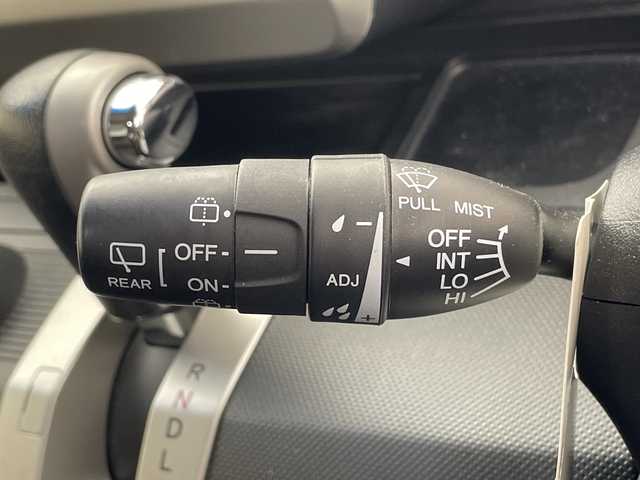 PULL MIST
OFF
INT
LO
HI
ADJ
− +
OFF-
ON-
REAR
R
N
D
L